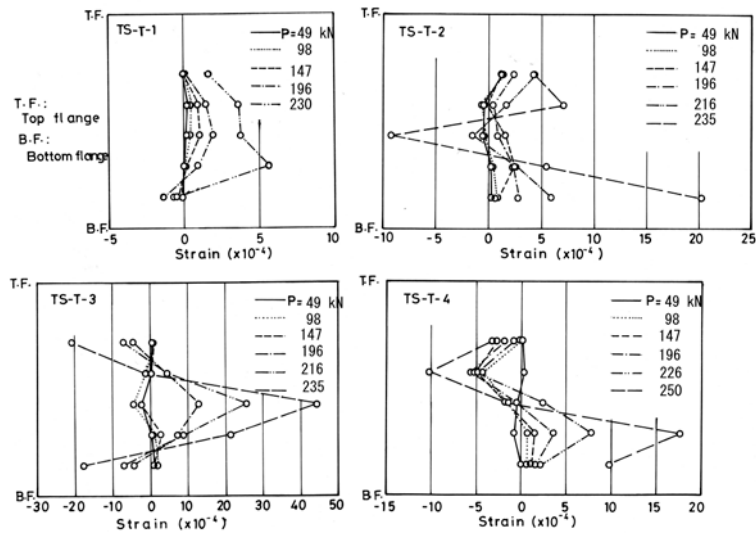 T.F.
TS-T-1
P=49 kN
98
147
196
230
T.F.:
Top flange
B.F.:
Bottom flange
B.F.
-5 0 5 10
Strain (x10-4)
T.F.
TS-T-2
P=49 kN
98
147
196
216
235
B.F.
-10 -5 0 5 10 15 20 25
Strain (x10-4)
T.F.
TS-T-3
P=49 kN
98
147
196
216
235
B.F.
-30 -20 -10 0 10 20 30 40 50
Strain (x10-4)
T.F.
TS-T-4
P=49 kN
98
147
196
226
250
B.F.
-15 -10 -5 0 5 10 15 20
Strain (x10-4)